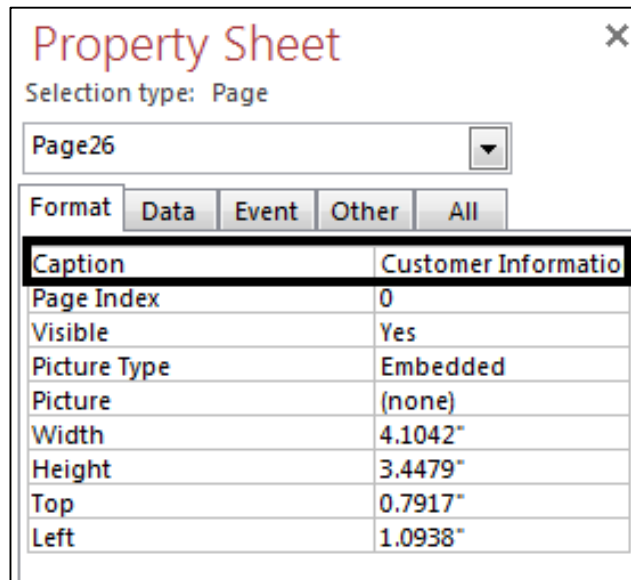 Property Sheet
Selection type: Page
Page26
Format Data Event Other All
Caption Customer Informatio
Page Index 0
Visible Yes
Picture Type Embedded
Picture (none)
Width 4.1042"
Height 3.4479"
Top 0.7917"
Left 1.0938"